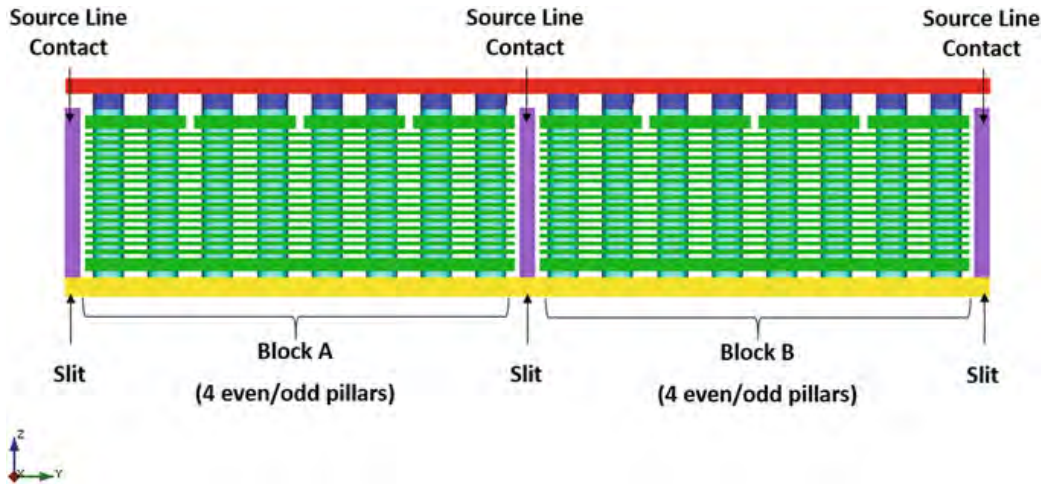 Source Line
Contact
Source Line
Contact
Source Line
Contact
Block A
(4 even/odd pillars)
Block B
(4 even/odd pillars)
Slit
Slit
Slit
Z
X
Y